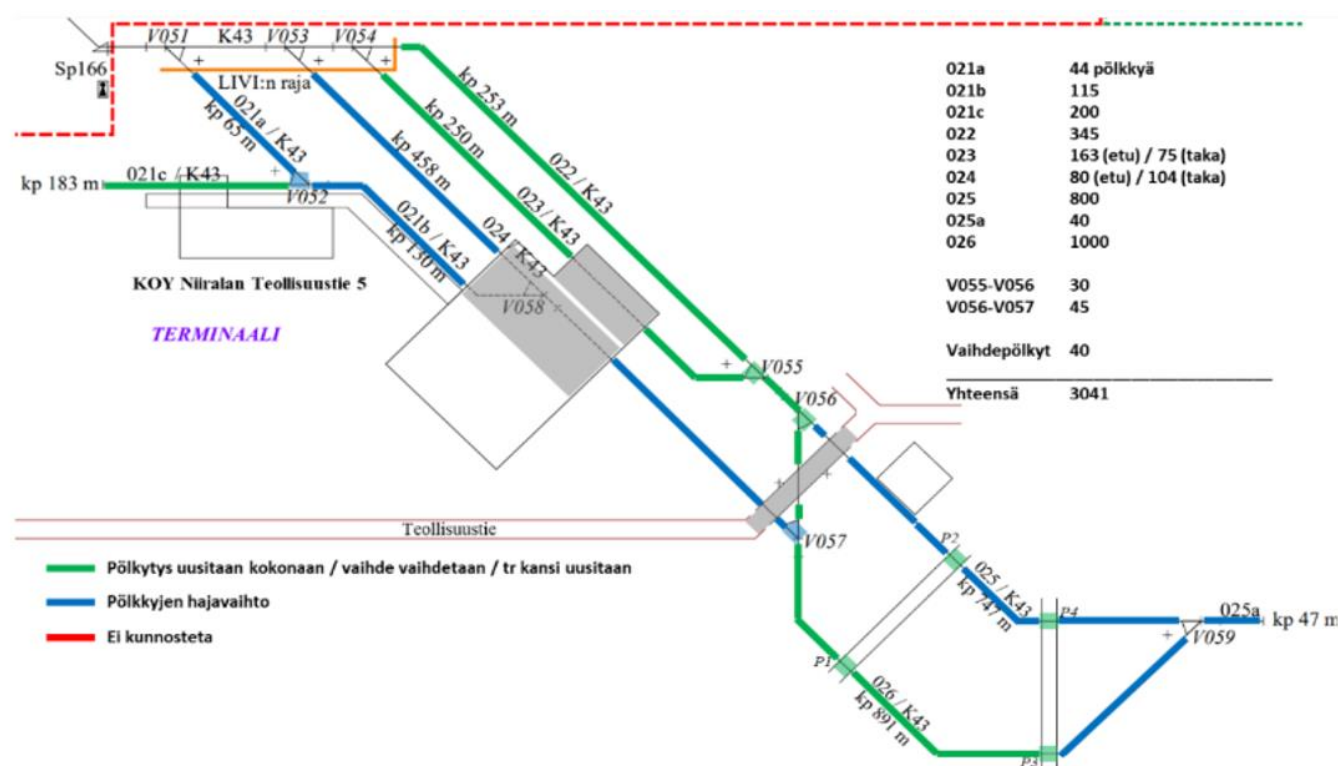 V051 K43 V053 V054
Sp166
LIVI:n raja
021a / K43
kp 65 m
kp 458 m
kp 250 m
kp 253 m
022 / K43
023 / K43
024 / K43
021c / K43
kp 183 m
V052
021b / K43
kp 130 m
KOY Niiralan Teollisuustie 5
TERMINAALI
V058
V055
V056
V057
Teollisuustie
P2
025 / K43
kp 747 m
P4
025a
kp 47 m
V059
P1
026 / K43
kp 891 m
P3
021a 44 pölkkyä
021b 115
021c 200
022 345
023 163 (etu) / 75 (taka)
024 80 (etu) / 104 (taka)
025 800
025a 40
026 1000
V055-V056 30
V056-V057 45
Vaihdepölkyt 40
Yhteensä 3041
Pölkytys uusitaan kokonaan / vaihde vaihdetaan / tr kansi uusitaan
Pölkkyjen hajavaihto
Ei kunnosteta